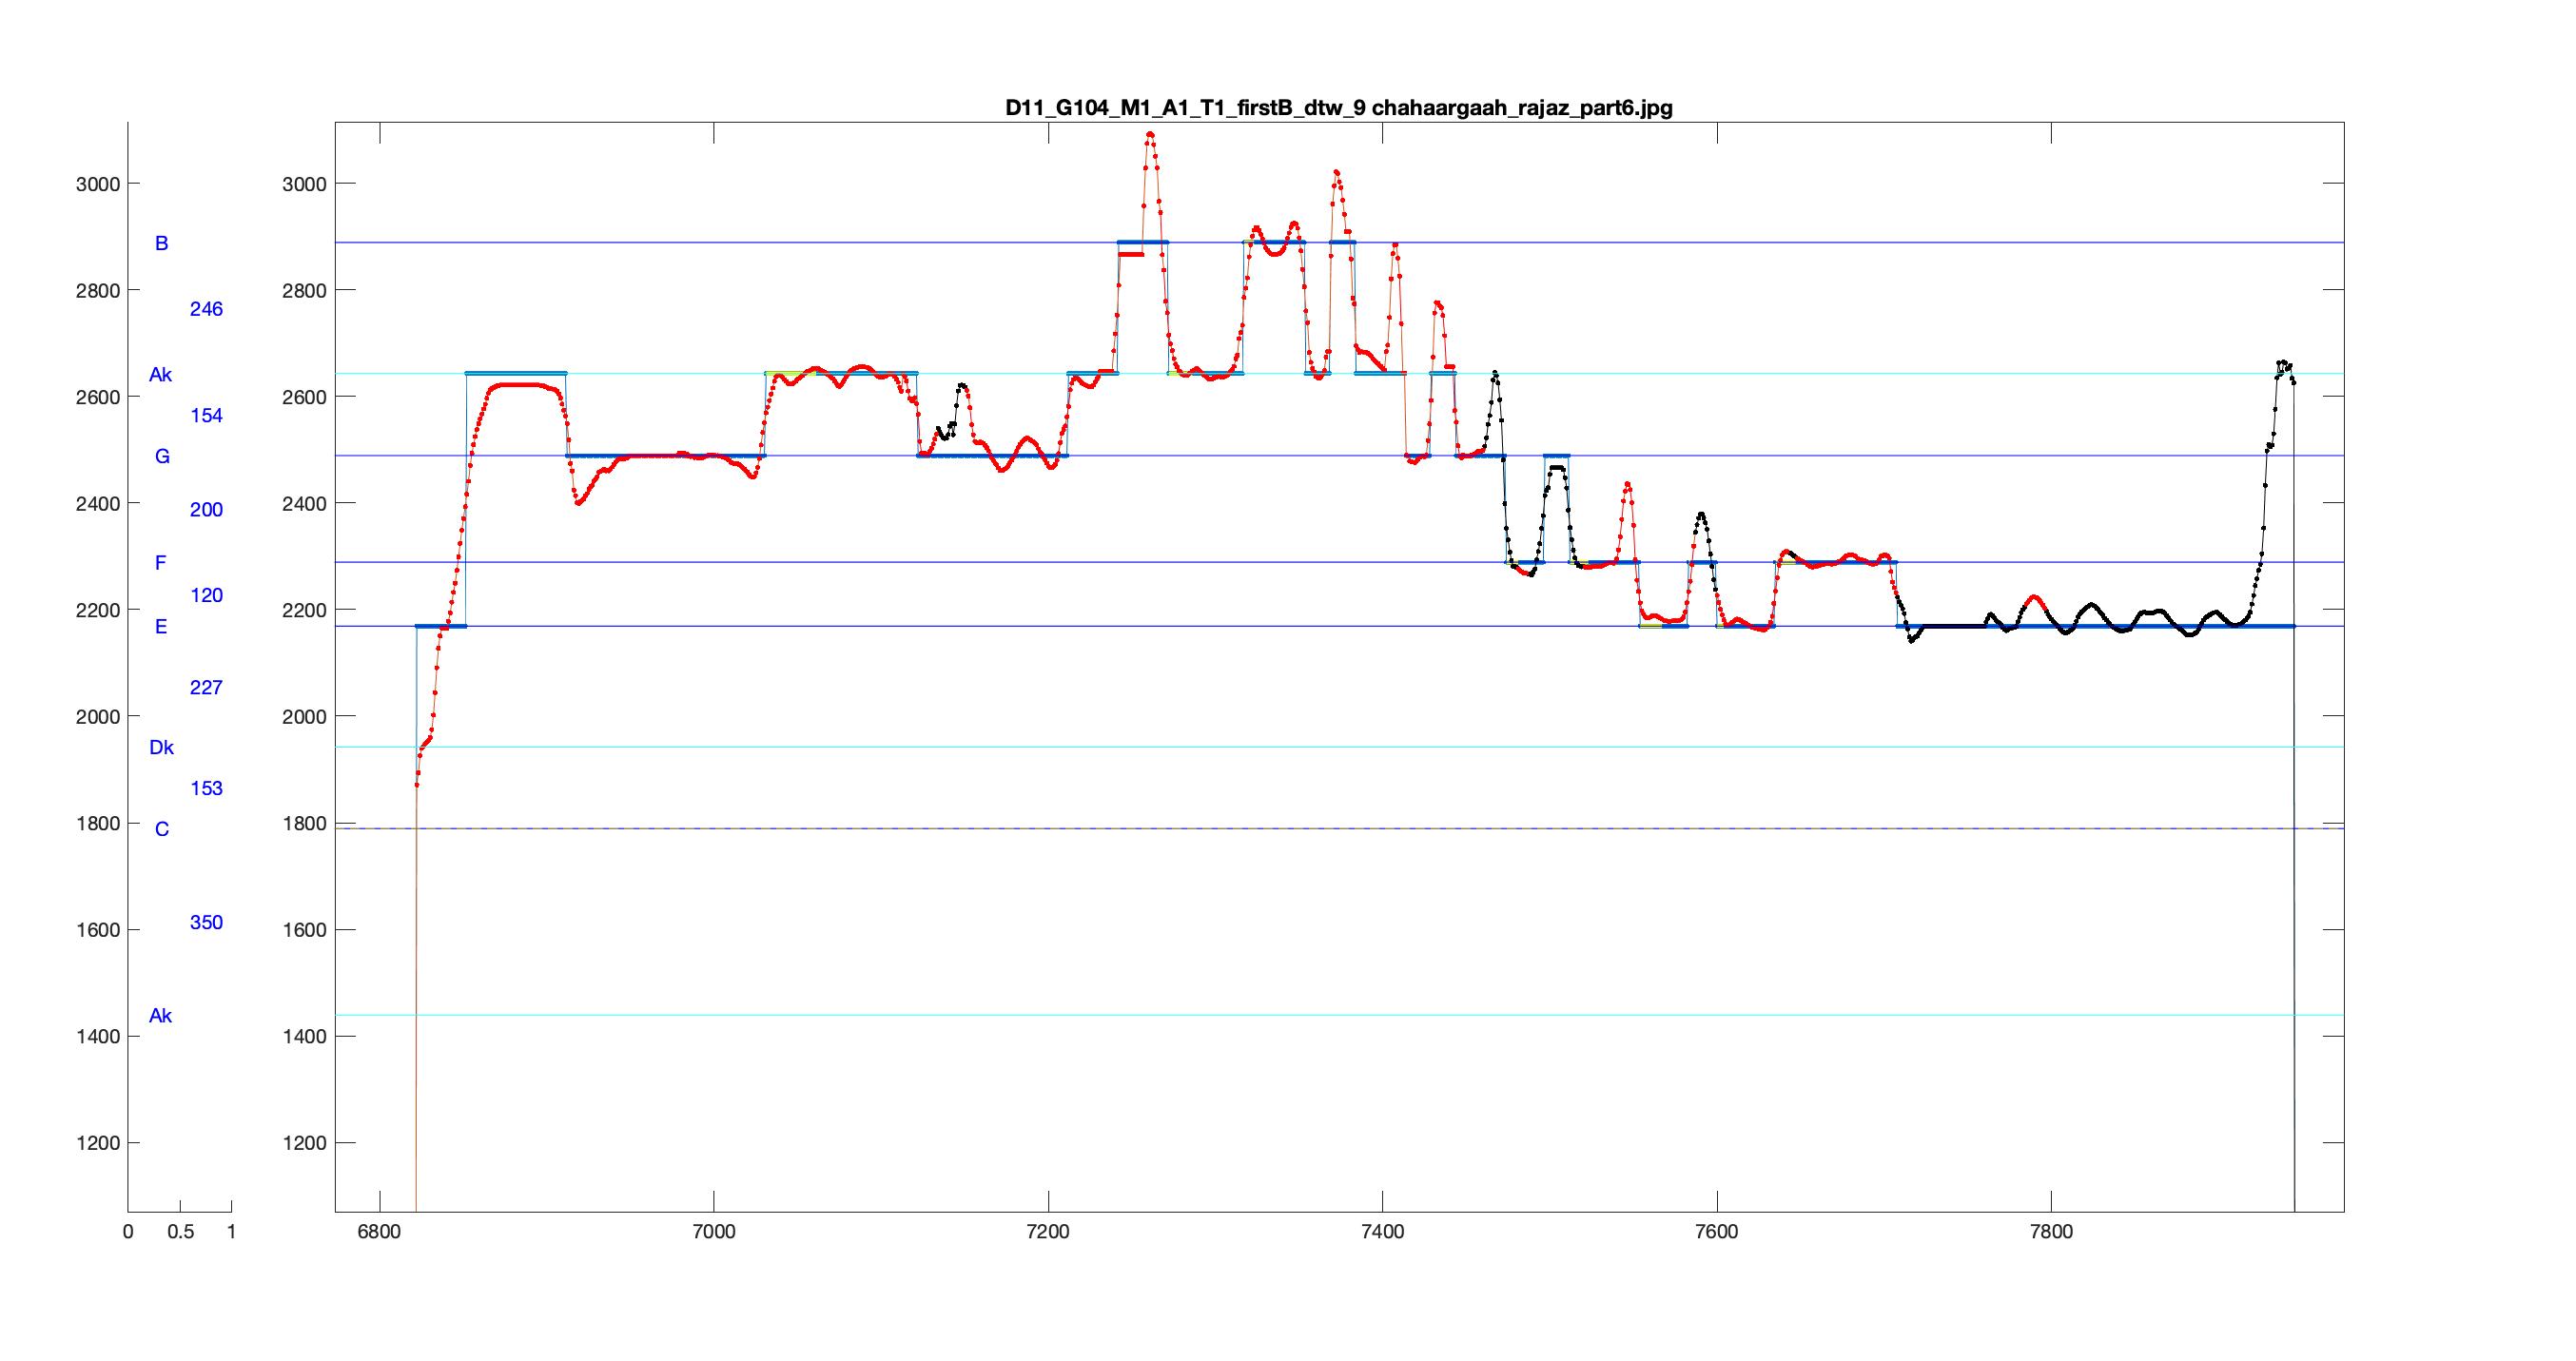 D11_G104_M1_A1_T1_firstB_dtw_9 chahaargaah_rajaz_part6.jpg
3000 3000
B
2800 2800
246
Ak
2600 2600
154
G
2400 2400
200
F
2200 2200
120
E
227
2000 2000
Dk
153
1800 C 1800
350
1600 1600
Ak
1400 1400
1200 1200
0 0.5 1 6800 7000 7200 7400 7600 7800